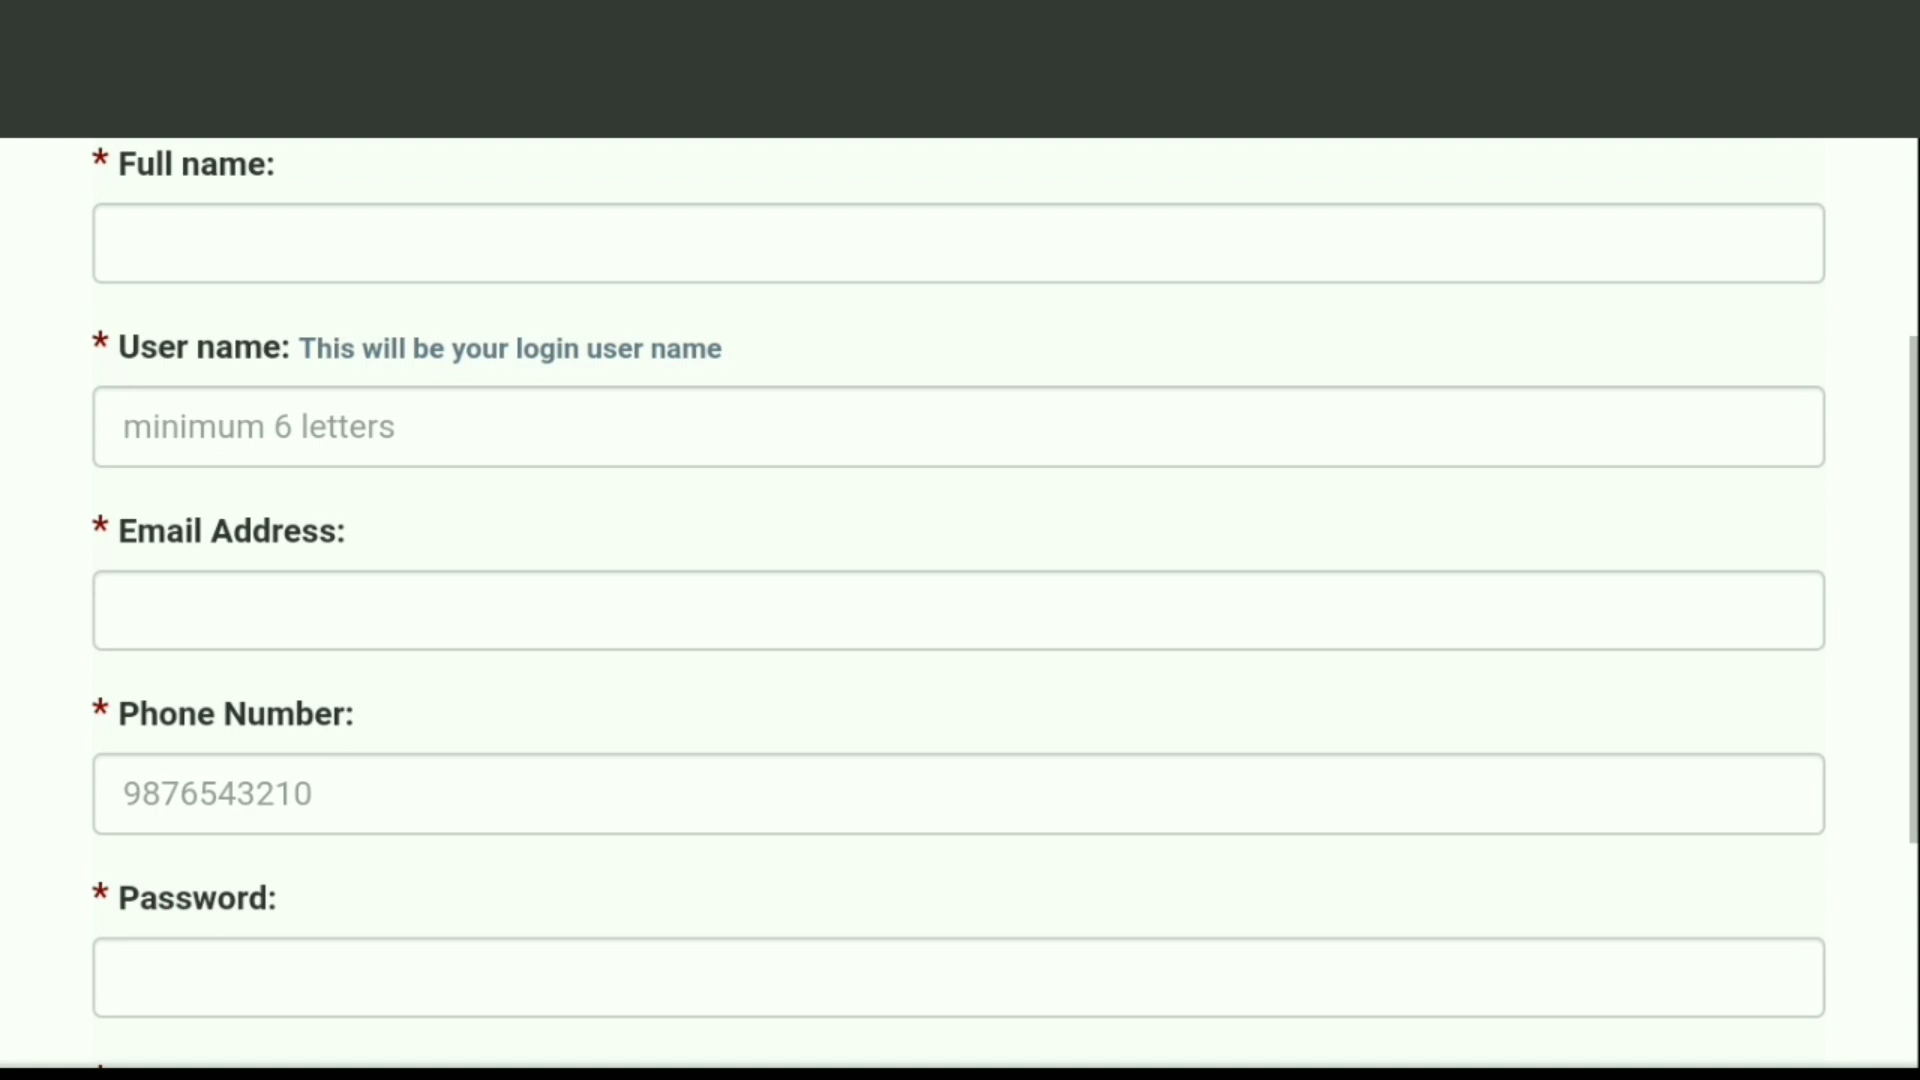 * Full name:
* User name: This will be your login user name
minimum 6 letters
* Email Address:
* Phone Number:
9876543210
* Password: